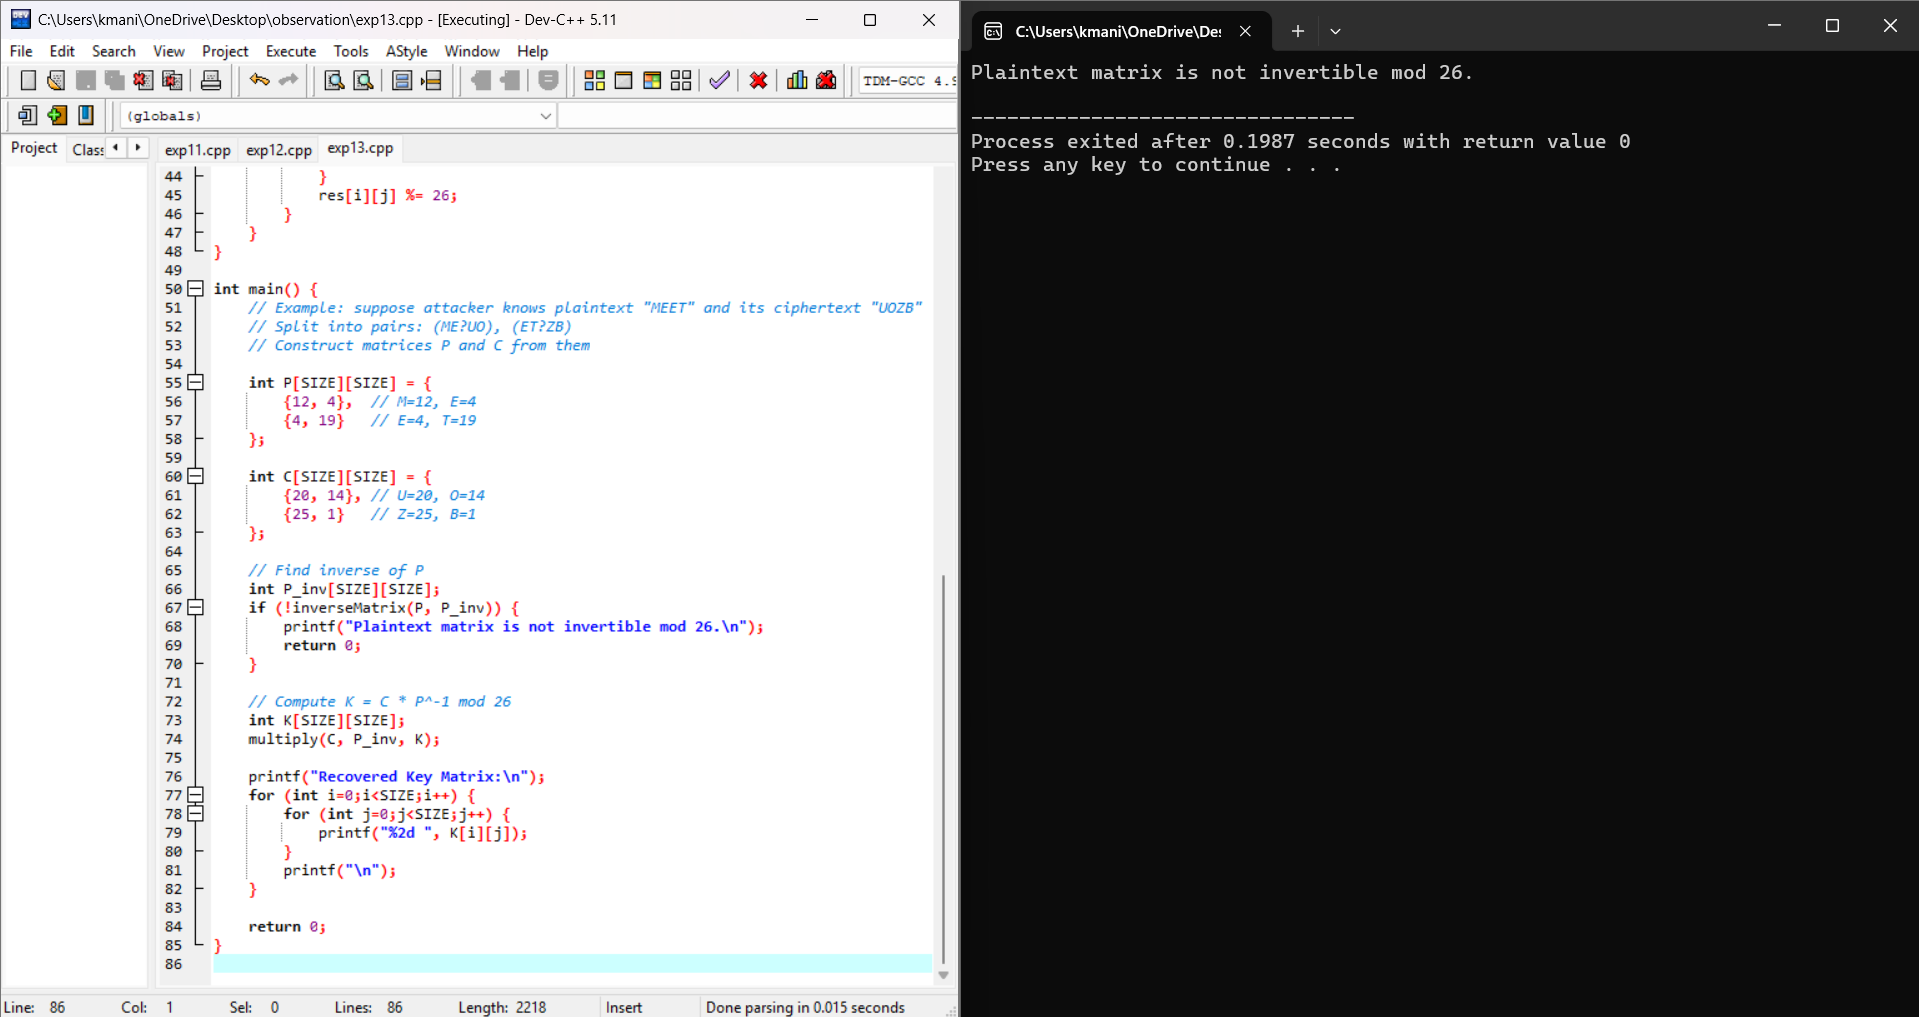 C:\Users\kmani\OneDrive\Desktop\observation\exp13.cpp - [Executing] - Dev-C++ 5.11
File Edit Search View Project Execute Tools AStyle Window Help
TDM-GCC 4.9
(globals)
Project Class exp11.cpp exp12.cpp exp13.cpp
44 }
45 res[i][j] %= 26;
46 }
47 }
48 }
49
50 int main() {
51 // Example: suppose attacker knows plaintext "MEET" and its ciphertext "UOZB"
52 // Split into pairs: (ME?UO), (ET?ZB)
53 // Construct matrices P and C from them
54
55 int P[SIZE][SIZE] = {
56 {12, 4}, // M=12, E=4
57 {4, 19} // E=4, T=19
58 };
59
60 int C[SIZE][SIZE] = {
61 {20, 14}, // U=20, O=14
62 {25, 1} // Z=25, B=1
63 };
64
65 // Find inverse of P
66 int P_inv[SIZE][SIZE];
67 if (!inverseMatrix(P, P_inv)) {
68 printf("Plaintext matrix is not invertible mod 26.\n");
69 return 0;
70 }
71
72 // Compute K = C * P^-1 mod 26
73 int K[SIZE][SIZE];
74 multiply(C, P_inv, K);
75
76 printf("Recovered Key Matrix:\n");
77 for (int i=0;i<SIZE;i++) {
78 for (int j=0;j<SIZE;j++) {
79 printf("%2d ", K[i][j]);
80 }
81 printf("\n");
82 }
83
84 return 0;
85 }
86
Line: 86 Col: 1 Sel: 0 Lines: 86 Length: 2218 Insert Done parsing in 0.015 seconds
C:\Users\kmani\OneDrive\Des
Plaintext matrix is not invertible mod 26.
--------------------------------
Process exited after 0.1987 seconds with return value 0
Press any key to continue . . .